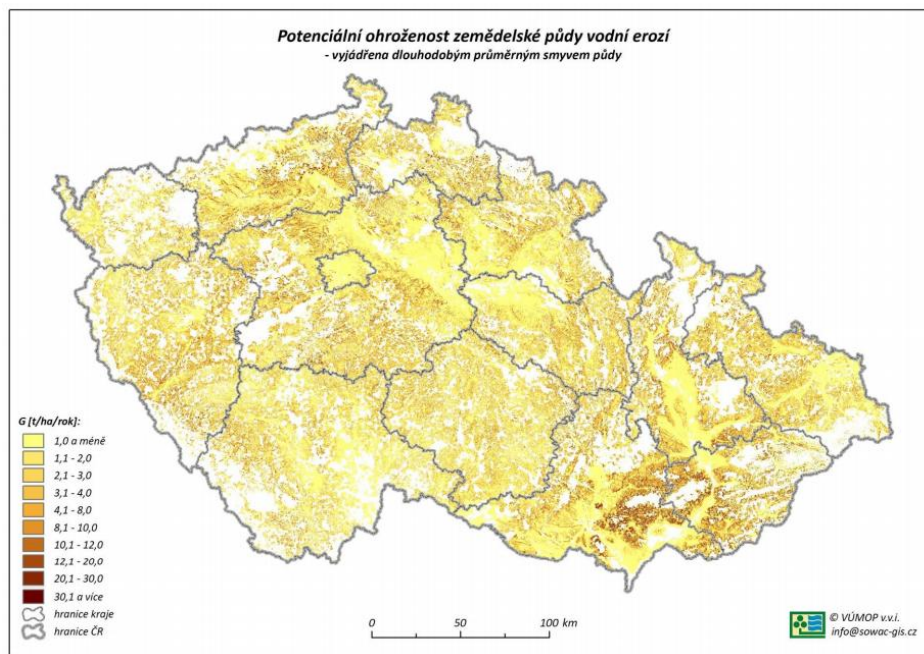 Potenciální ohroženost zemědelské půdy vodní erozí
- vyjádřena dlouhodobým průměrným smyvem půdy
G [t/ha/rok]:
1,0 a méně
1,1 - 2,0
2,1 - 3,0
3,1 - 4,0
4,1 - 8,0
8,1 - 10,0
10,1 - 12,0
12,1 - 20,0
20,1 - 30,0
30,1 a více
hranice kraje
hranice ČR
0 50 100 km
© VÚMOP v.v.i.
info@sowac-gis.cz